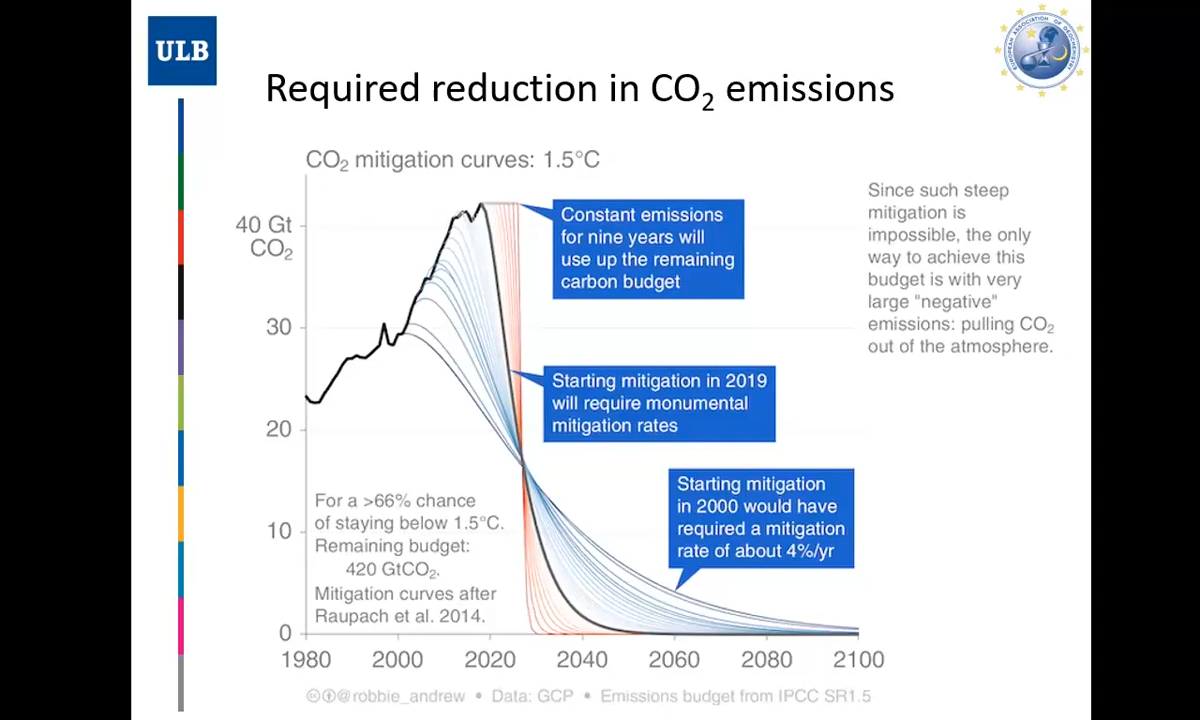 ULB
EUROPEAN ASSOCIATION OF GEOCHEMISTRY
Required reduction in CO₂ emissions
CO₂ mitigation curves: 1.5°C
40 Gt
CO₂
30
20
10
0
1980
2000
2020
2040
2060
2080
2100
Constant emissions
for nine years will
use up the remaining
carbon budget
Starting mitigation in 2019
will require monumental
mitigation rates
Starting mitigation
in 2000 would have
required a mitigation
rate of about 4%/yr
For a >66% chance
of staying below 1.5°C.
Remaining budget:
420 GtCO₂.
Mitigation curves after
Raupach et al. 2014.
Since such steep
mitigation is
impossible, the only
way to achieve this
budget is with very
large "negative"
emissions: pulling CO₂
out of the atmosphere.
@robbie_andrew • Data: GCP • Emissions budget from IPCC SR1.5